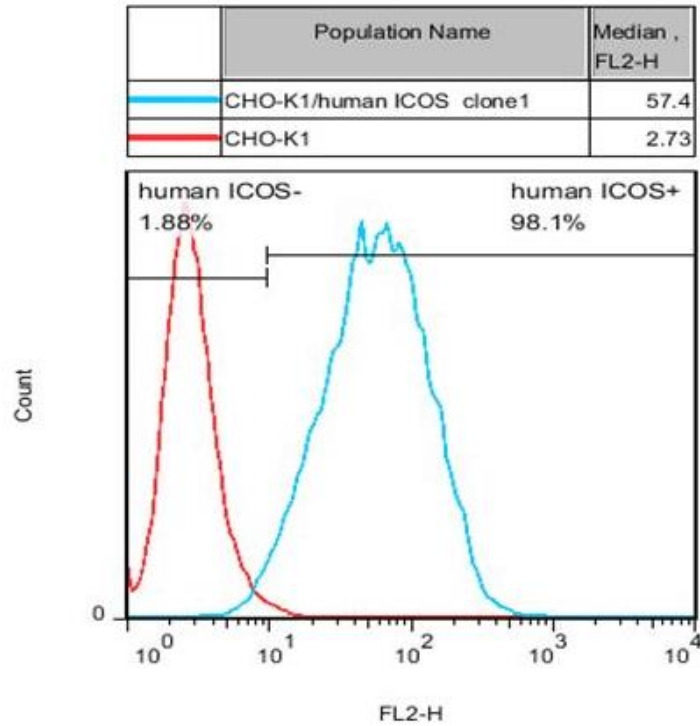 Population Name
Median ,
FL2-H
CHO-K1/human ICOS clone1
57.4
CHO-K1
2.73
human ICOS-
1.88%
human ICOS+
98.1%
Count
0
10^0
10^1
10^2
10^3
10^4
FL2-H